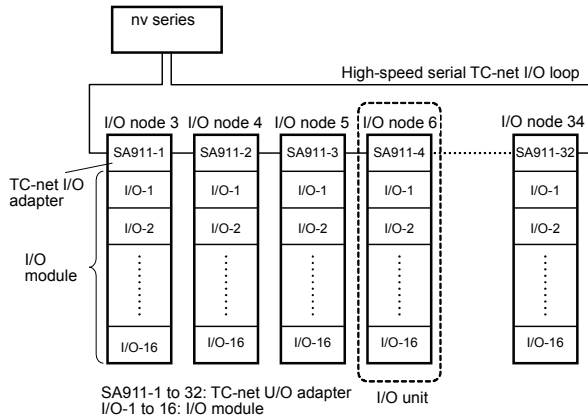 nv series
High-speed serial TC-net I/O loop
I/O node 3 I/O node 4 I/O node 5 I/O node 6 I/O node 34
SA911-1 SA911-2 SA911-3 SA911-4 SA911-32
TC-net I/O
adapter
I/O-1 I/O-1 I/O-1 I/O-1 I/O-1
I/O-2 I/O-2 I/O-2 I/O-2 I/O-2
I/O
module
I/O-16 I/O-16 I/O-16 I/O-16 I/O-16
SA911-1 to 32: TC-net U/O adapter
I/O-1 to 16: I/O module
I/O unit